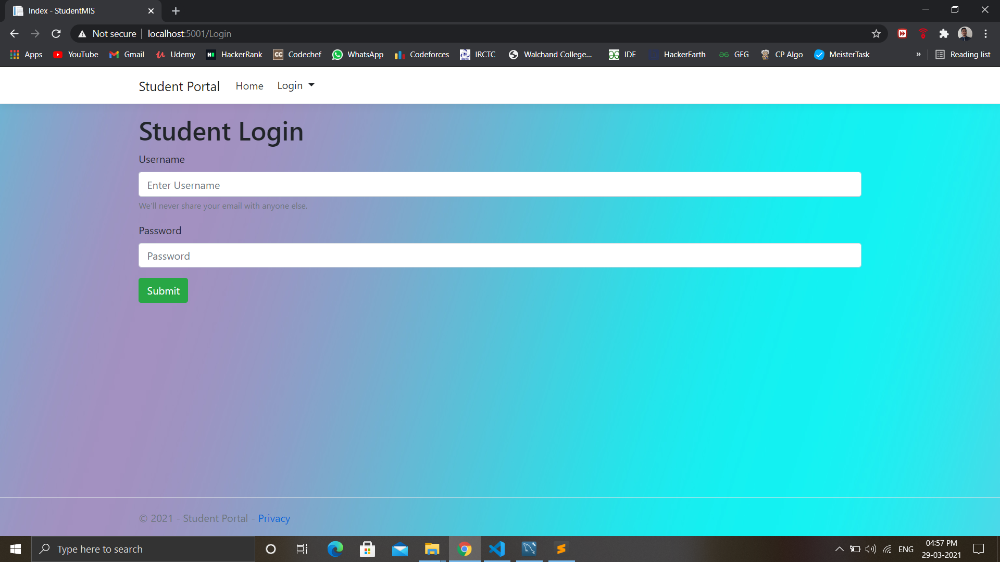 Index - StudentMIS
Not secure | localhost:5001/Login
Apps YouTube Gmail Udemy HackerRank Codechef WhatsApp Codeforces IRCTC Walchand College... IDE HackerEarth GFG CP Algo MeisterTask » Reading list
Student Portal Home Login
Student Login
Username
Enter Username
We'll never share your email with anyone else.
Password
Password
Submit
© 2021 - Student Portal - Privacy
Type here to search
ENG
04:57 PM
29-03-2021